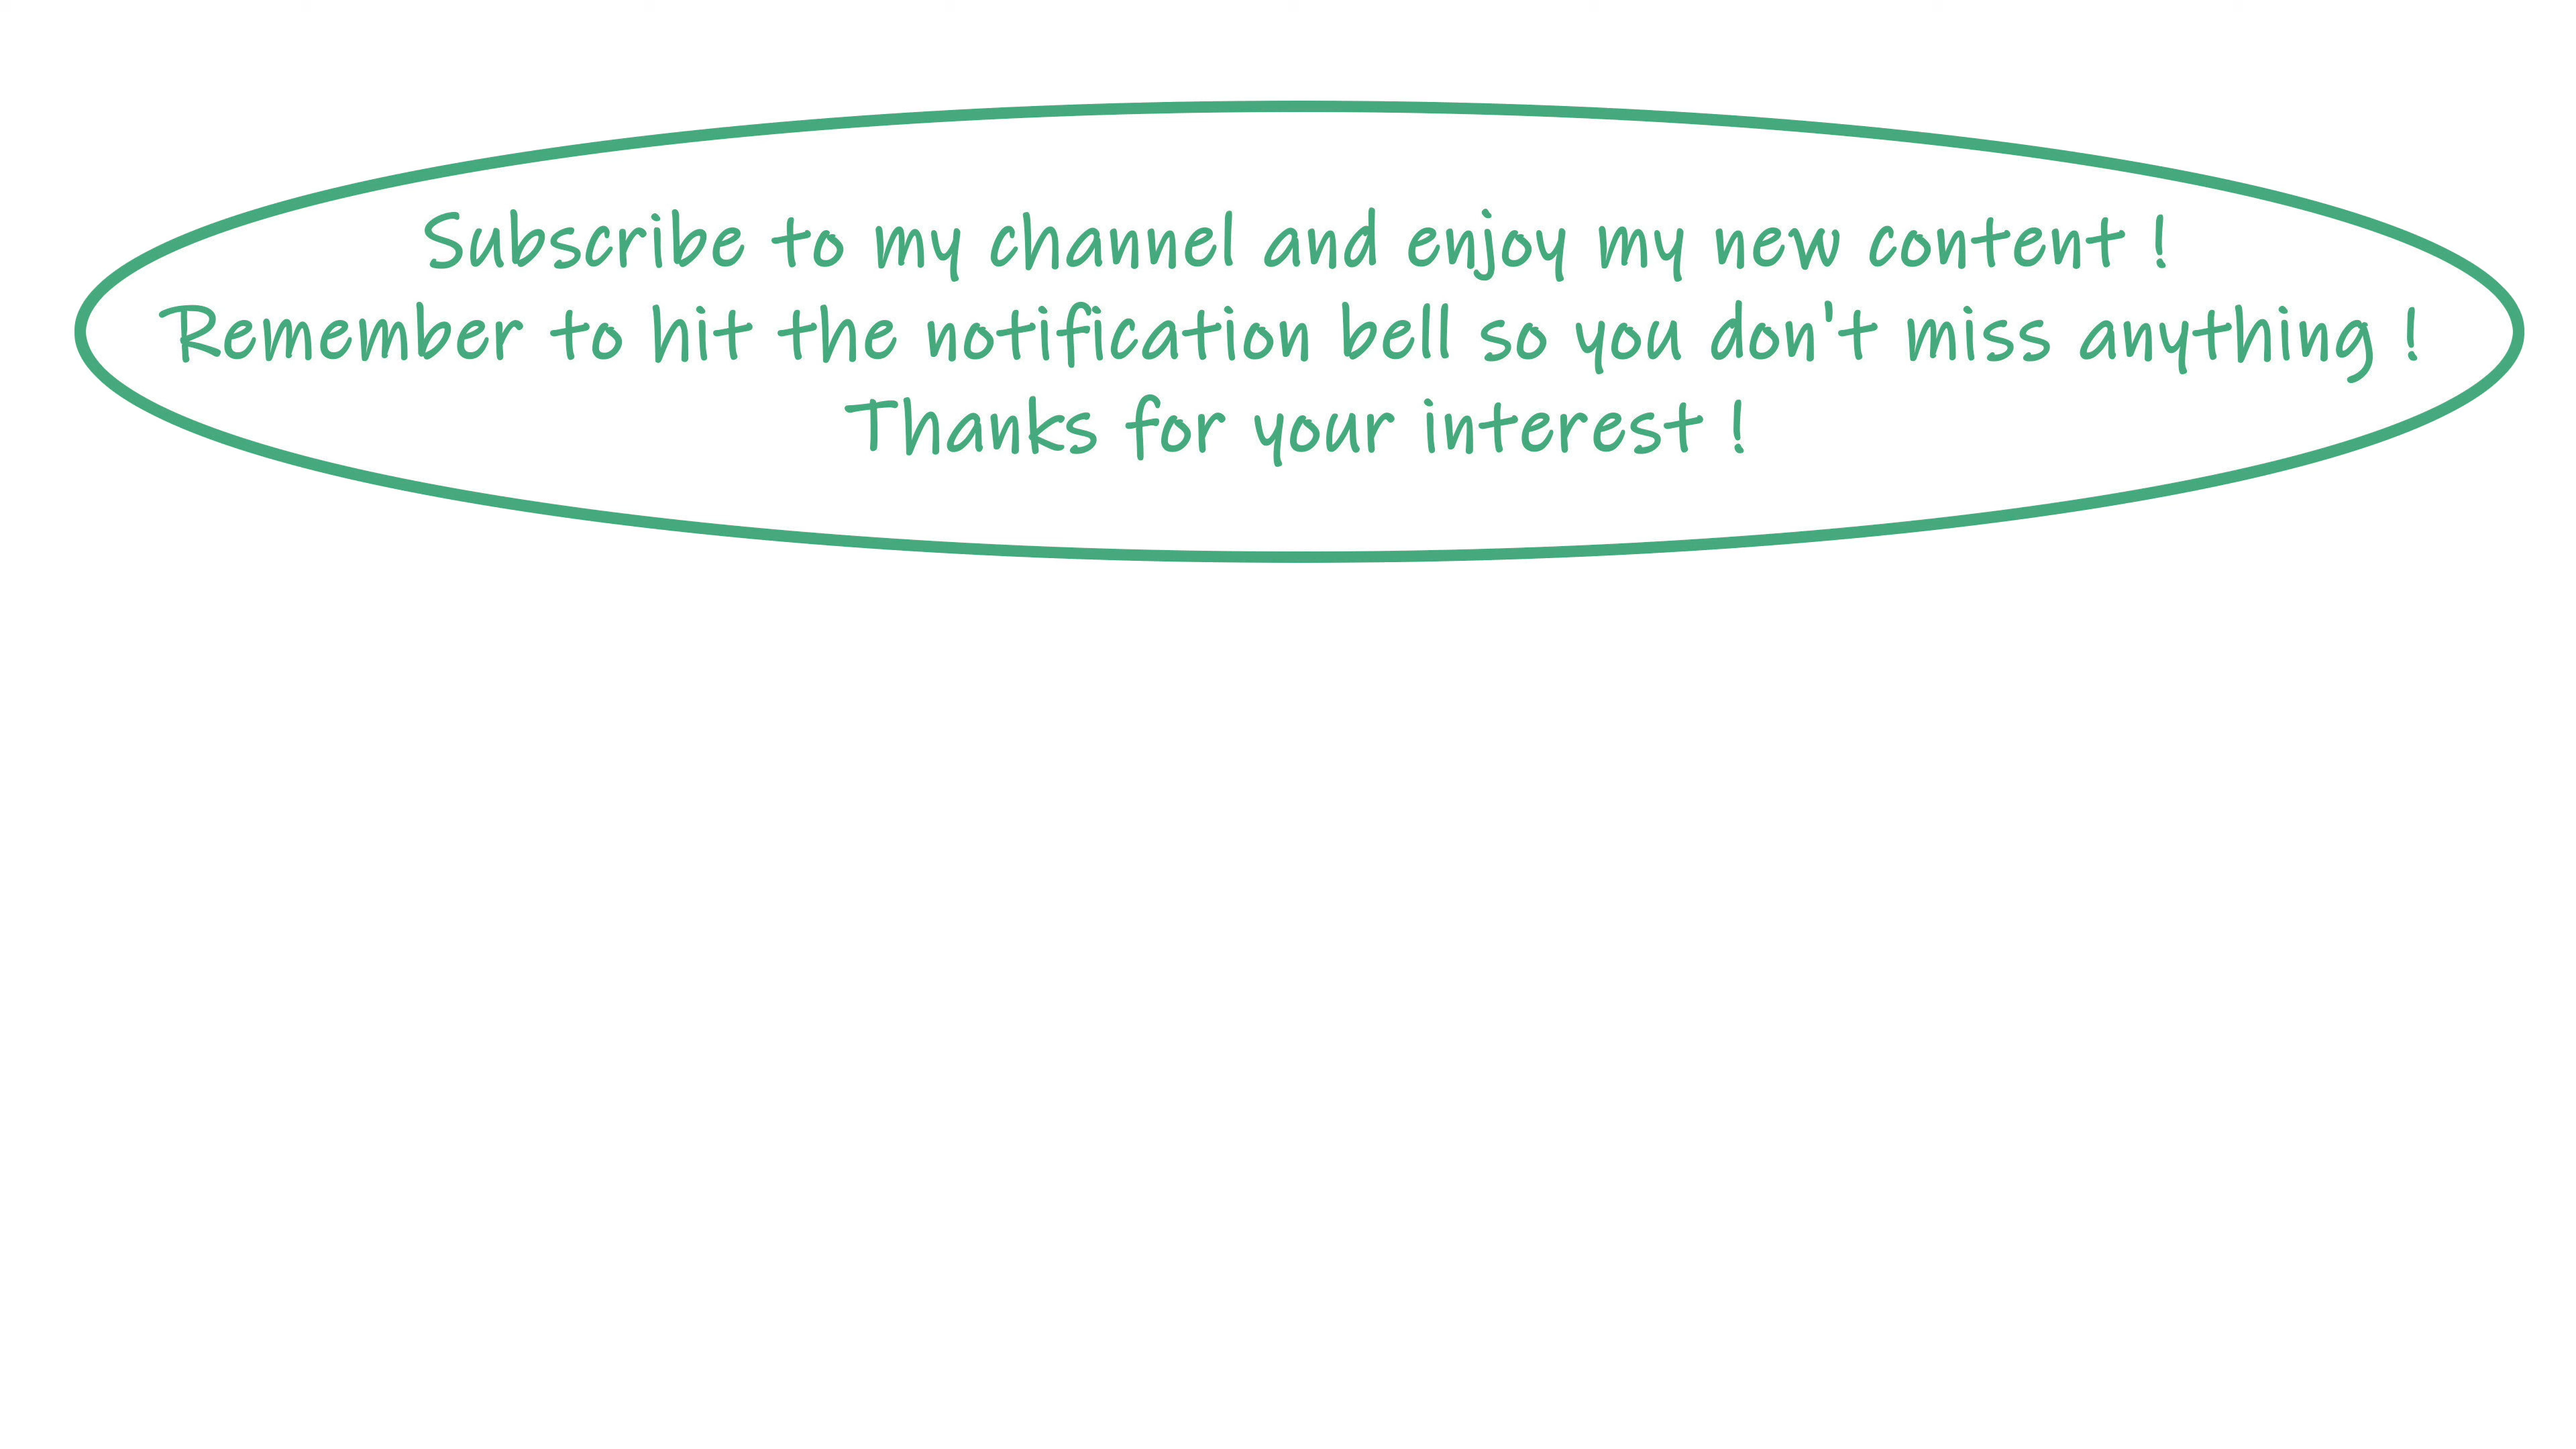 Subscribe to my channel and enjoy my new content !
Remember to hit the notification bell so you don't miss anything !
Thanks for your interest !